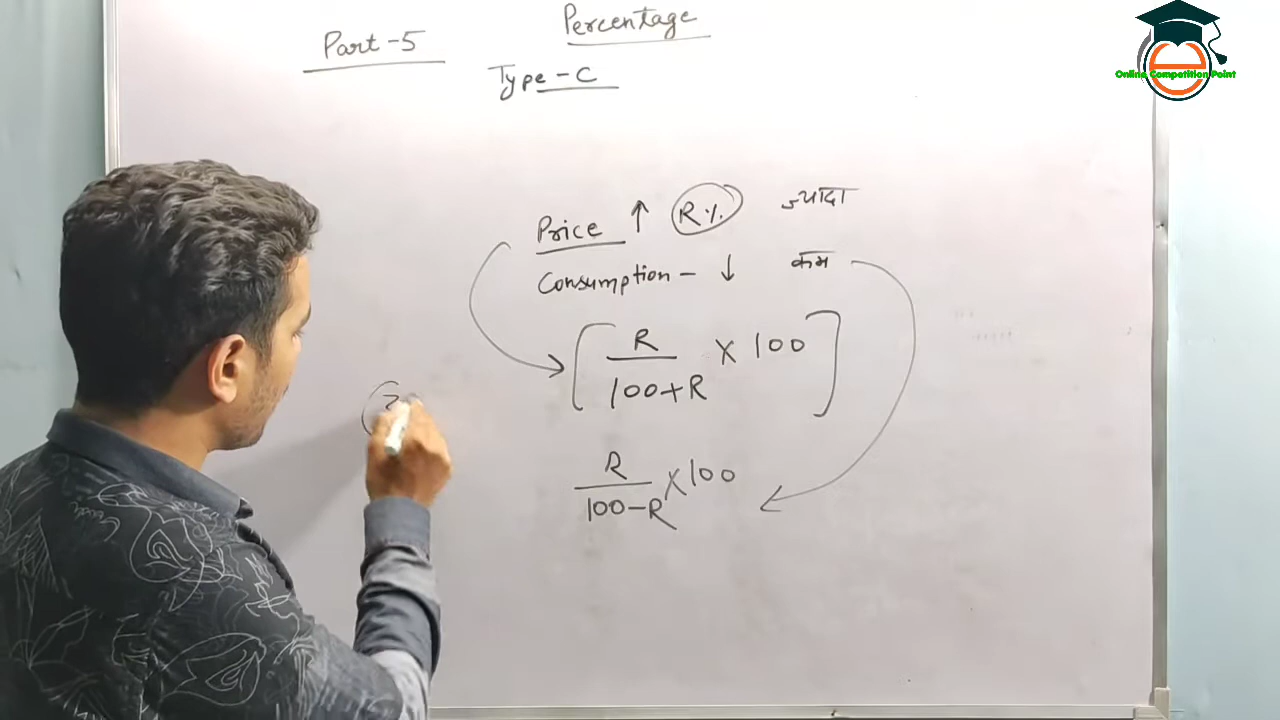 Percentage
Part-5
Type-C
Price ↑ R% ज्यादा
Consumption - ↓ कम
[R/100+R × 100]
R/100-R × 100
Online Competition Point